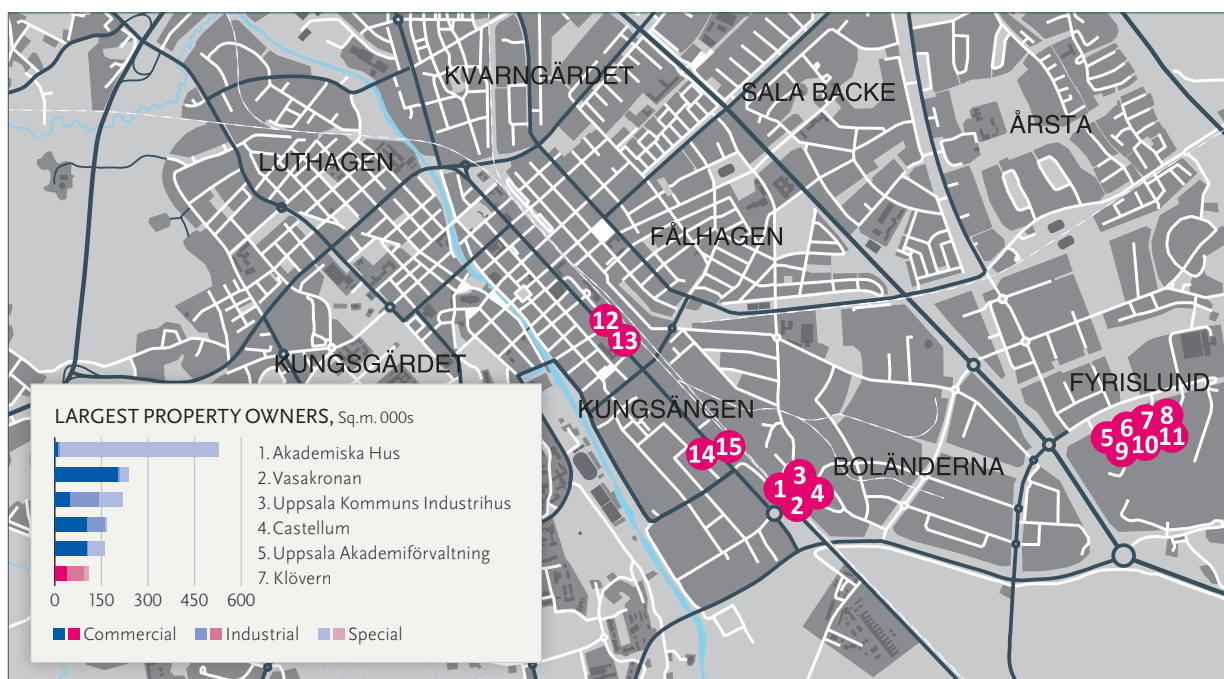 KVARNGÄRDET
SALA BACKE
ÅRSTA
LUTHAGEN
FÅLHAGEN
12
13
KUNGSGÄRDET
FYRISLUND
KUNGSÄNGEN
5 6 7 8
9 10 11
14 15
BOLÄNDERNA
1 3 4
2
LARGEST PROPERTY OWNERS, Sq.m. 000s
1. Akademiska Hus
2. Vasakronan
3. Uppsala Kommuns Industrihus
4. Castellum
5. Uppsala Akademiförvaltning
7. Klövern
0 150 300 450 600
Commercial Industrial Special